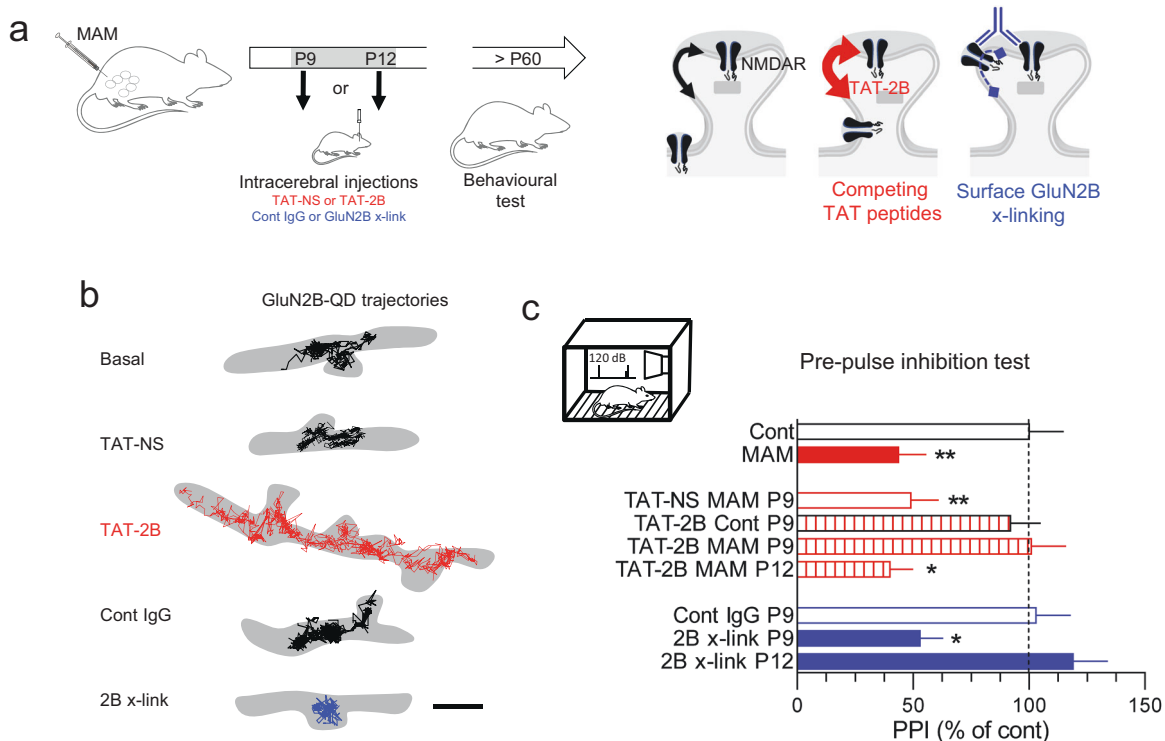 a
MAM
P9
P12
> P60
or
Intracerebral injections
TAT-NS or TAT-2B
Cont IgG or GluN2B x-link
Behavioural
test
NMDAR
TAT-2B
Competing
TAT peptides
Surface GluN2B
x-linking
b
GluN2B-QD trajectories
Basal
TAT-NS
TAT-2B
Cont IgG
2B x-link
c
120 dB
Pre-pulse inhibition test
Cont
MAM
**
TAT-NS MAM P9
**
TAT-2B Cont P9
TAT-2B MAM P9
TAT-2B MAM P12
*
Cont IgG P9
2B x-link P9
*
2B x-link P12
0
50
100
150
PPI (% of cont)